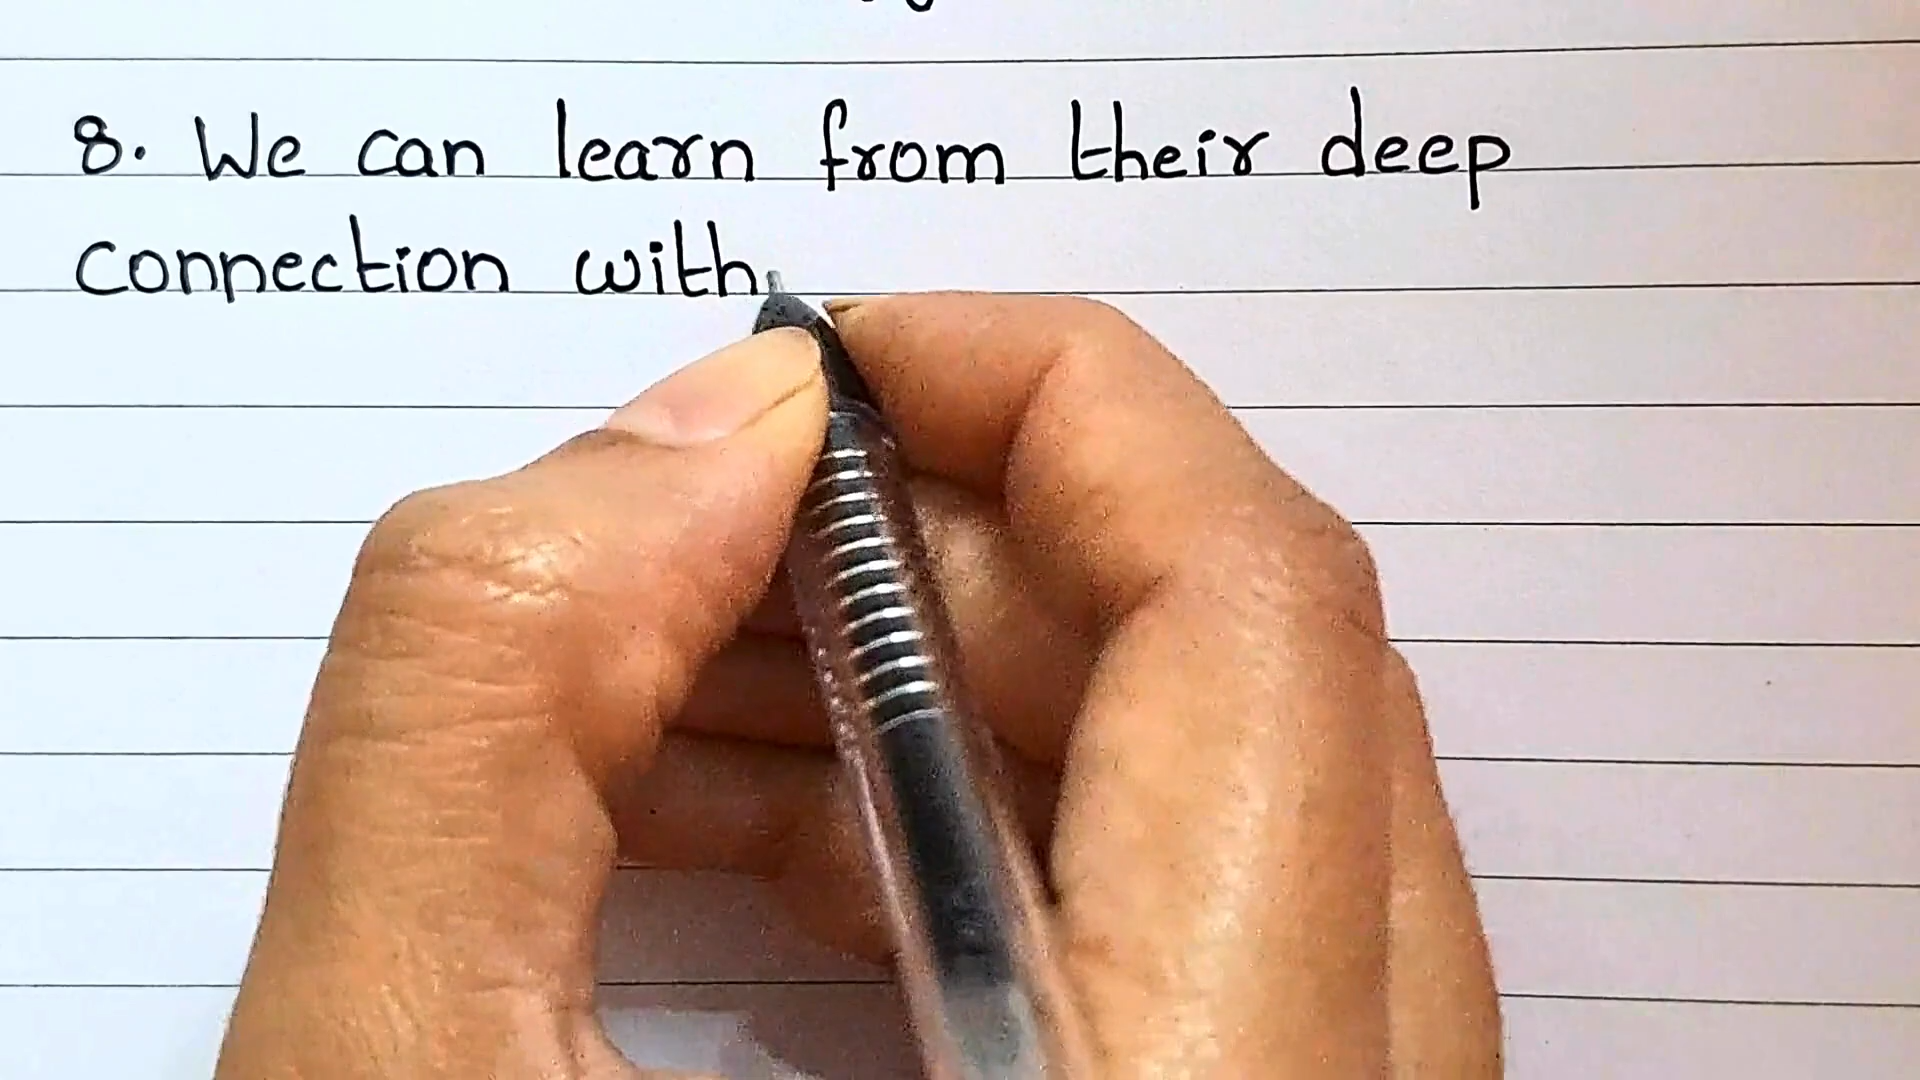 8. We can learn from their deep
connection with